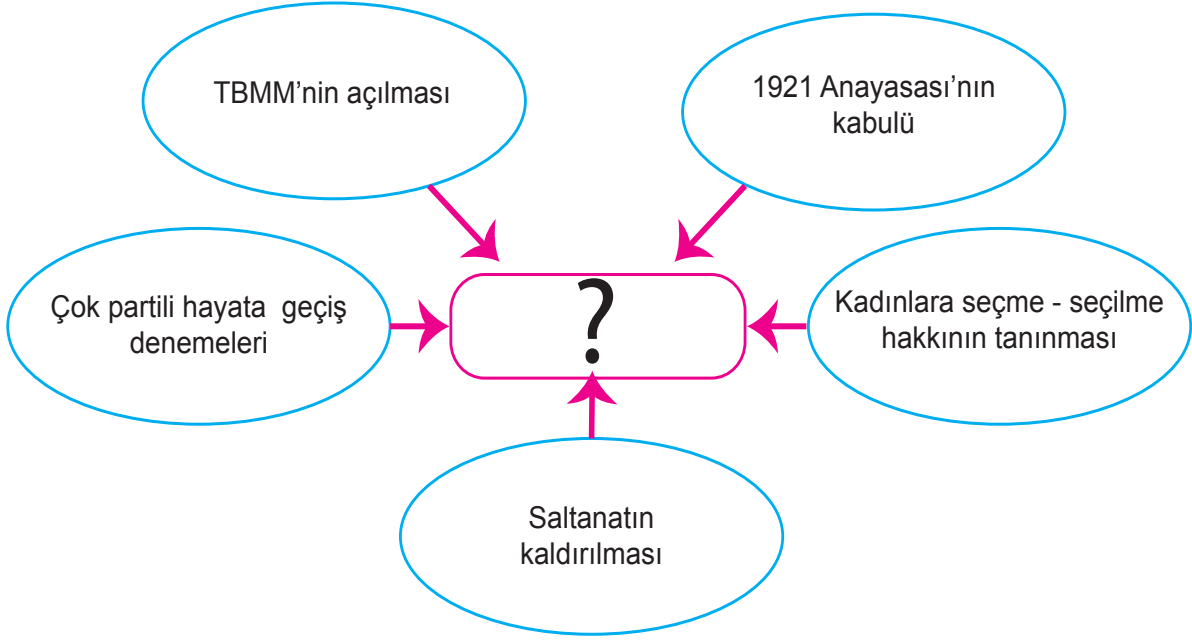 TBMM’nin açılması
1921 Anayasası’nın
kabulü
Çok partili hayata geçiş
denemeleri
?
Kadınlara seçme - seçilme
hakkının tanınması
Saltanatın
kaldırılması